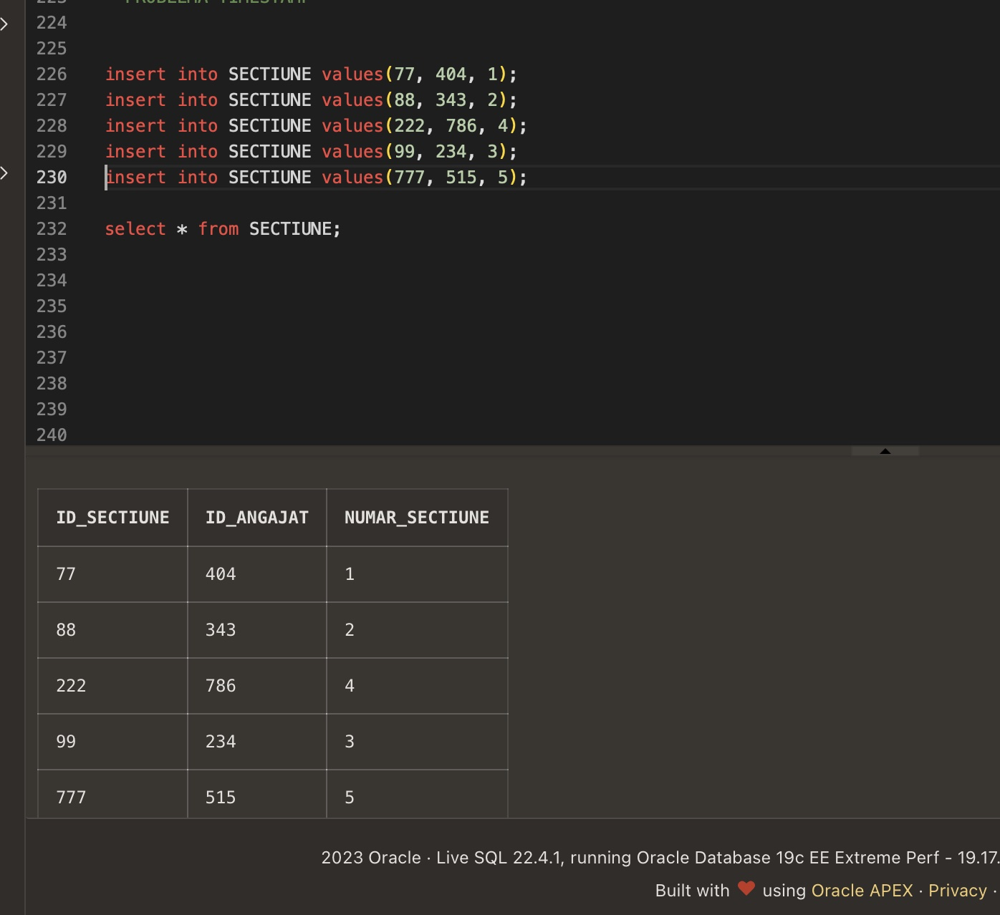 224
225
226 insert into SECTIUNE values(77, 404, 1);
227 insert into SECTIUNE values(88, 343, 2);
228 insert into SECTIUNE values(222, 786, 4);
229 insert into SECTIUNE values(99, 234, 3);
230 insert into SECTIUNE values(777, 515, 5);
231
232 select * from SECTIUNE;
233
234
235
236
237
238
239
240
ID_SECTIUNE ID_ANGAJAT NUMAR_SECTIUNE
77 404 1
88 343 2
222 786 4
99 234 3
777 515 5
2023 Oracle · Live SQL 22.4.1, running Oracle Database 19c EE Extreme Perf - 19.17.
Built with ❤ using Oracle APEX · Privacy ·